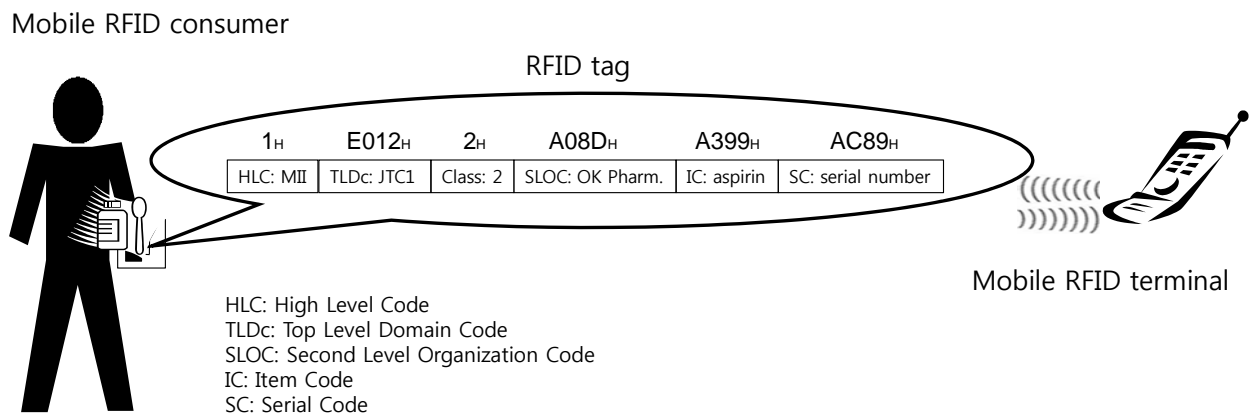 Mobile RFID consumer
RFID tag
1H E012H 2H A08DH A399H AC89H
HLC: MII TLDc: JTC1 Class: 2 SLOC: OK Pharm. IC: aspirin SC: serial number
Mobile RFID terminal
HLC: High Level Code
TLDc: Top Level Domain Code
SLOC: Second Level Organization Code
IC: Item Code
SC: Serial Code